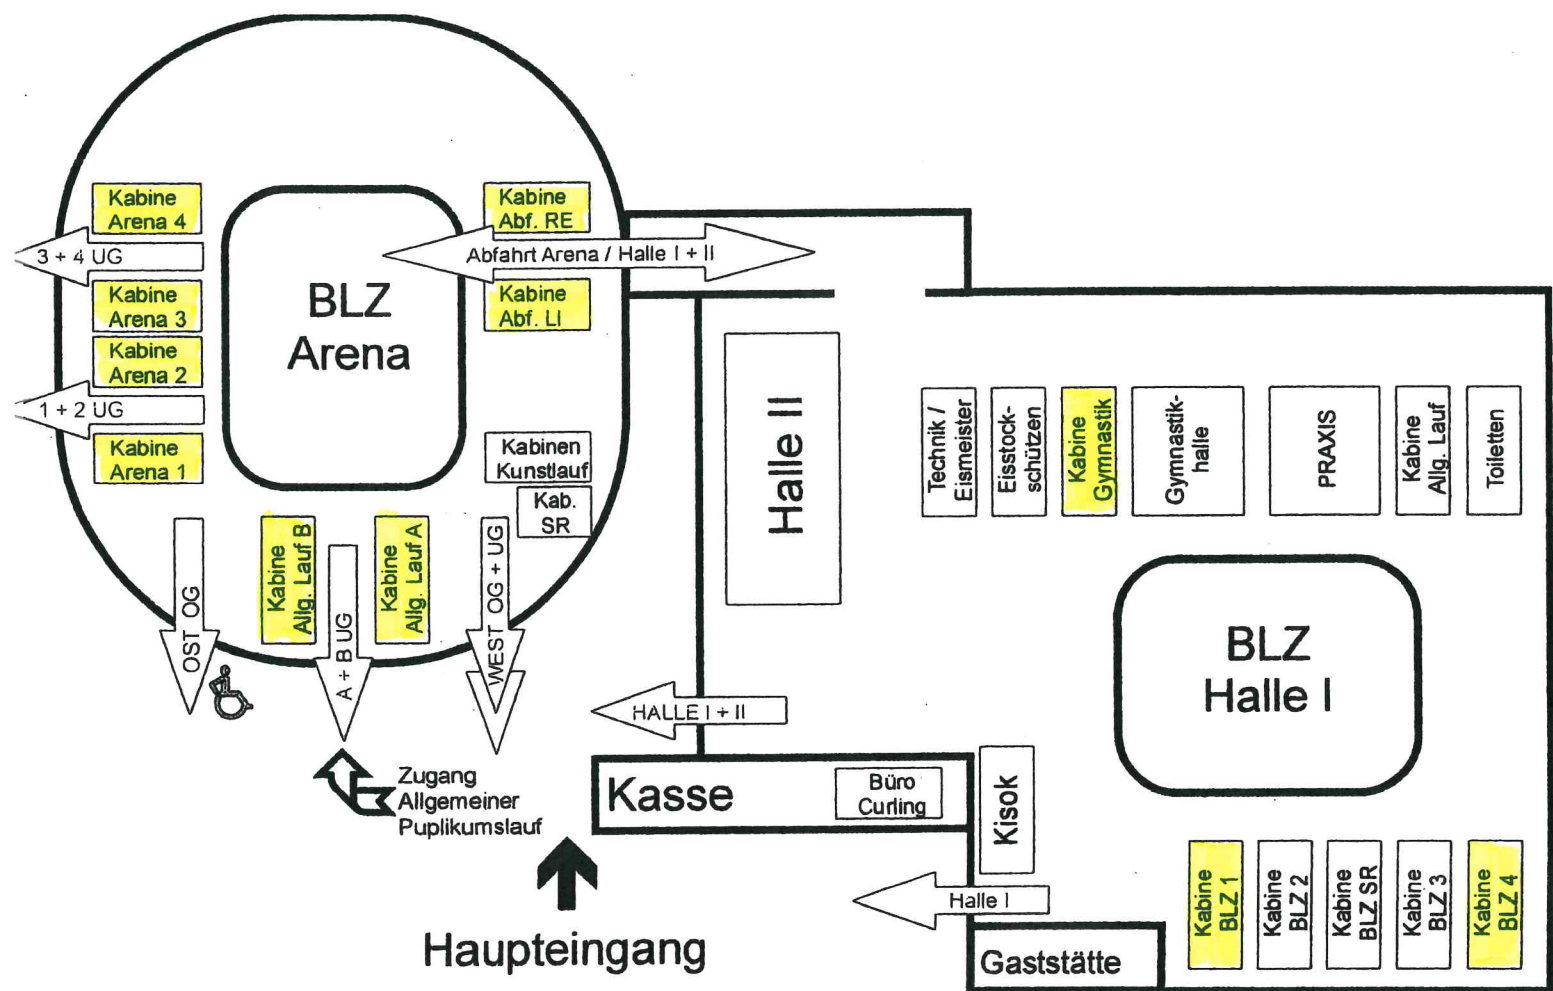 Kabine
Arena 4
3 + 4 UG
Kabine
Arena 3
Kabine
Arena 2
1 + 2 UG
Kabine
Arena 1
BLZ
Arena
Kabine
Abf. RE
Abfahrt Arena / Halle I + II
Kabine
Abf. LI
Kabinen
Kunstlauf
Kab.
SR
OST OG
Kabine
Allg. Lauf B
A + B UG
Kabine
Allg. Lauf A
WEST OG + UG
Zugang
Allgemeiner
Puplikumslauf
Haupteingang
HALLE I + II
Halle II
Kasse
Büro
Curling
Kisok
Halle I
Gaststätte
Technik /
Eismeister
Eisstock-
schützen
Kabine
Gymnastik
Gymnastik-
halle
PRAXIS
Kabine
Allg. Lauf
Toiletten
BLZ
Halle I
Kabine
BLZ 1
Kabine
BLZ 2
Kabine
BLZ SR
Kabine
BLZ 3
Kabine
BLZ 4